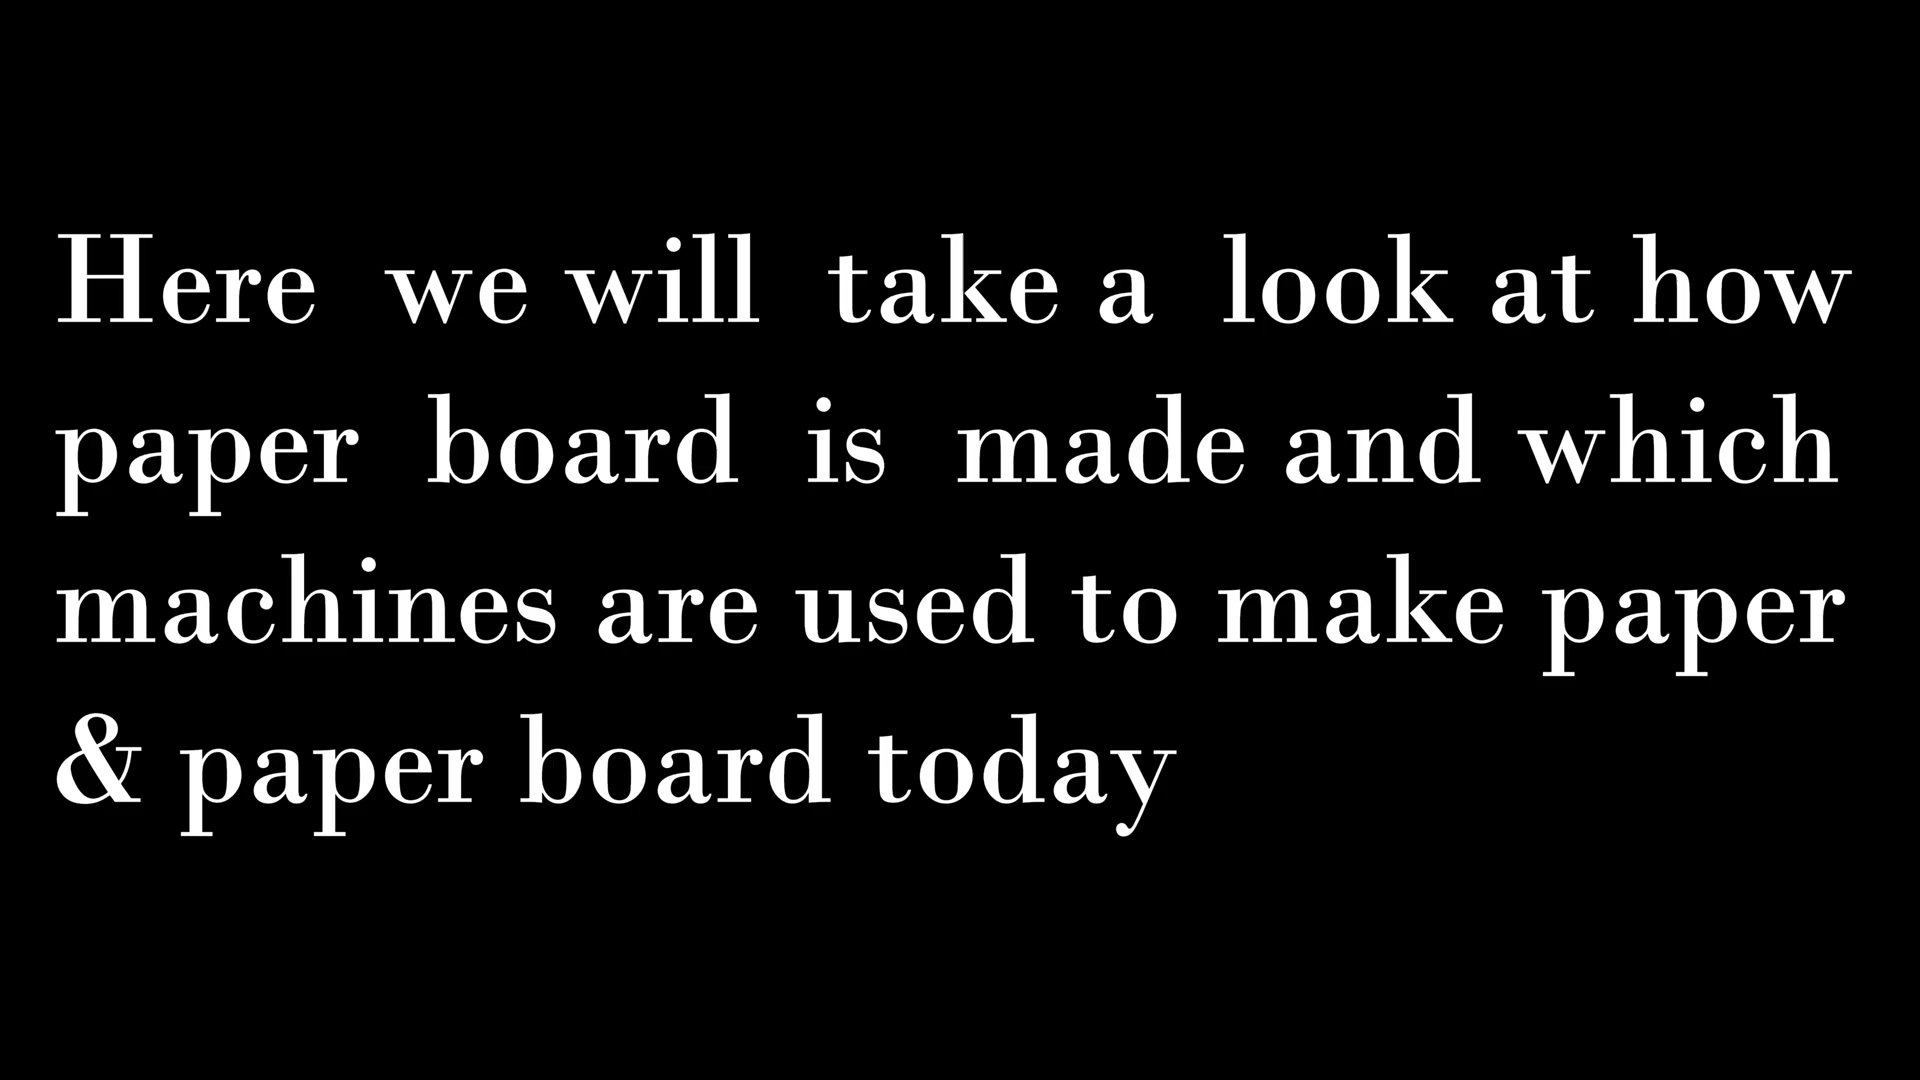 Here we will take a look at how
paper board is made and which
machines are used to make paper
& paper board today